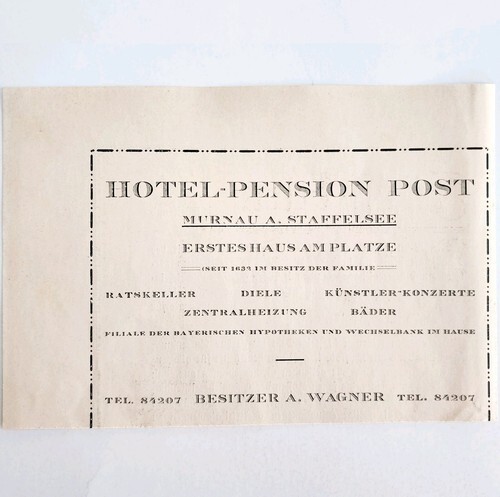 HOTEL-PENSION POST
MURNAU A. STAFFELSEE
ERSTES HAUS AM PLATZE
(SEIT 1632 IM BESITZ DER FAMILIE)
RATSKELLER DIELE KÜNSTLER-KONZERTE
ZENTRALHEIZUNG BÄDER
FILIALE DER BAYERISCHEN HYPOTHEKEN UND WECHSELBANK IM HAUSE
TEL. 84207 BESITZER A. WAGNER TEL. 84207